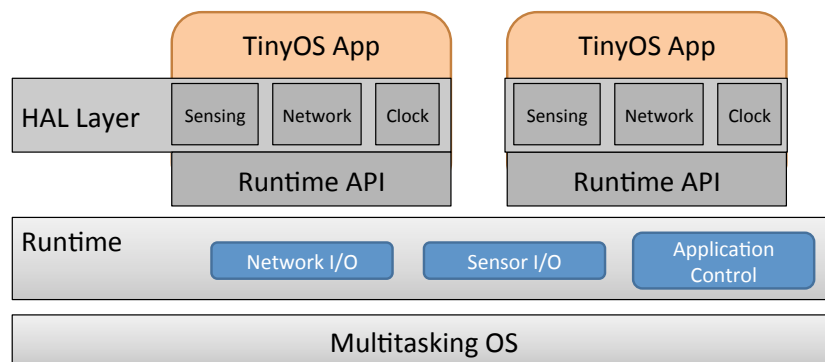 TinyOS App
TinyOS App
HAL Layer
Sensing
Network
Clock
Sensing
Network
Clock
Runtime API
Runtime API
Runtime
Network I/O
Sensor I/O
Application
Control
Multitasking OS